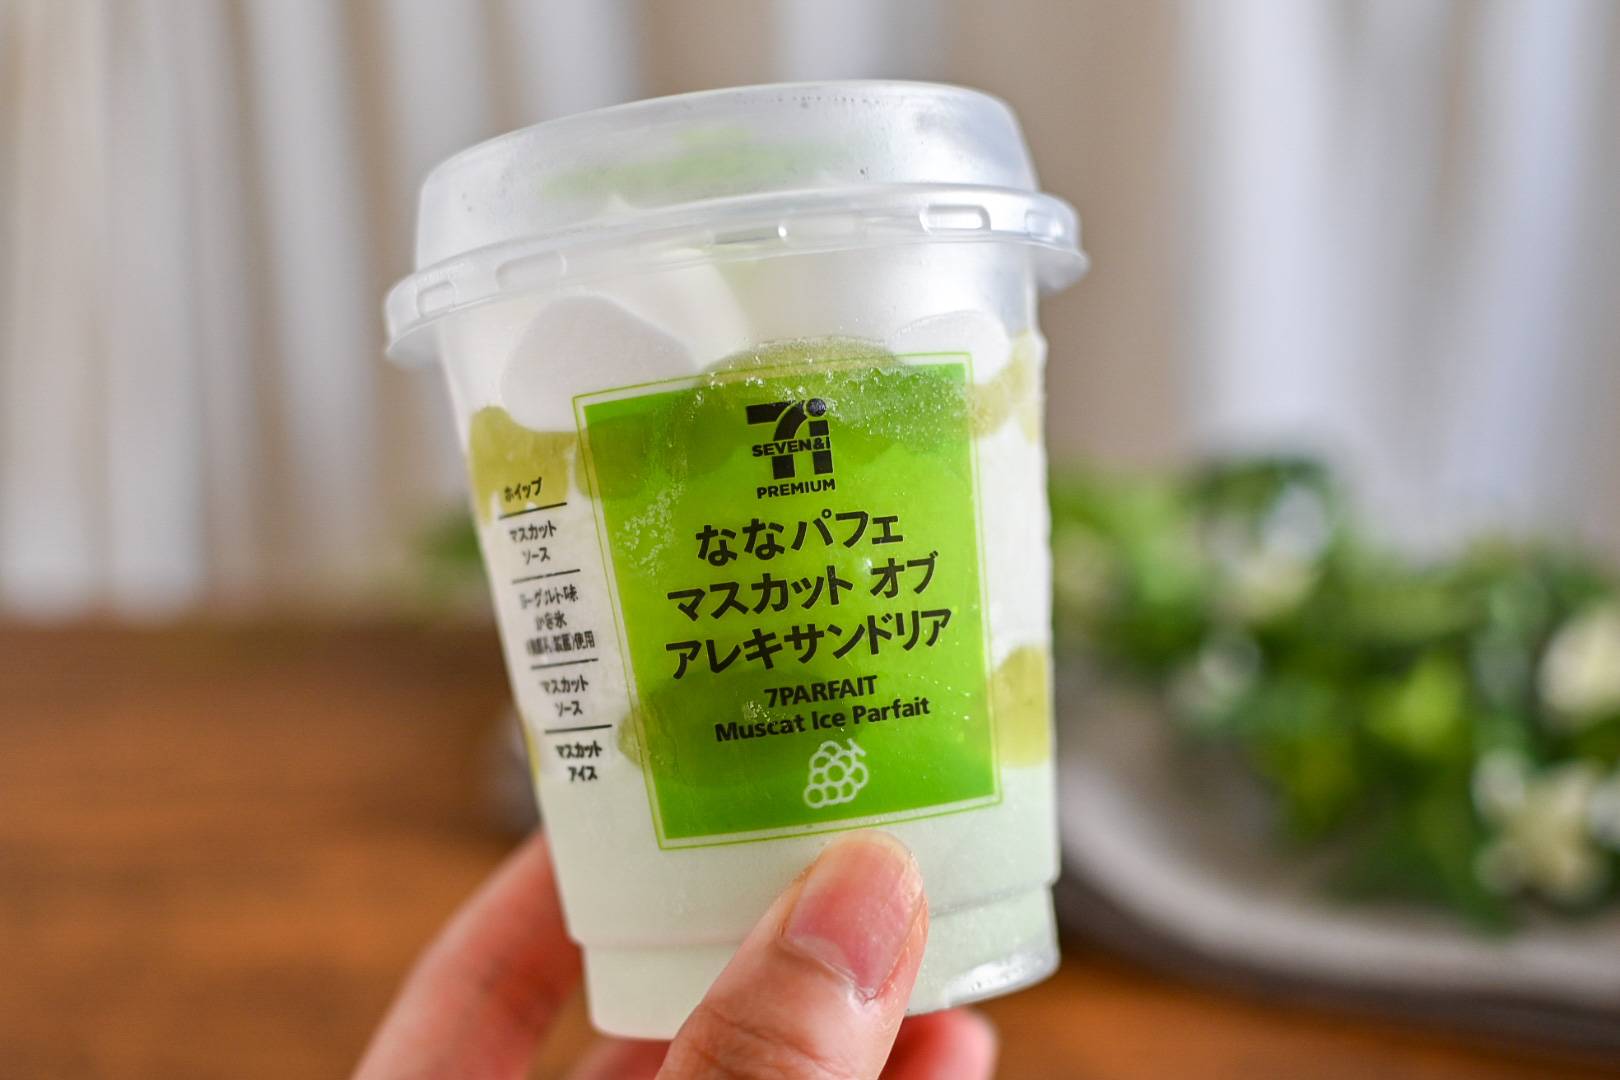 SEVEN&i
PREMIUM
ななパフェ
マスカット オブ
アレキサンドリア
7PARFAIT
Muscat Ice Parfait
ホイップ
マスカット
ソース
ヨーグルト味
かき氷
使用
マスカット
ソース
マスカット
アイス